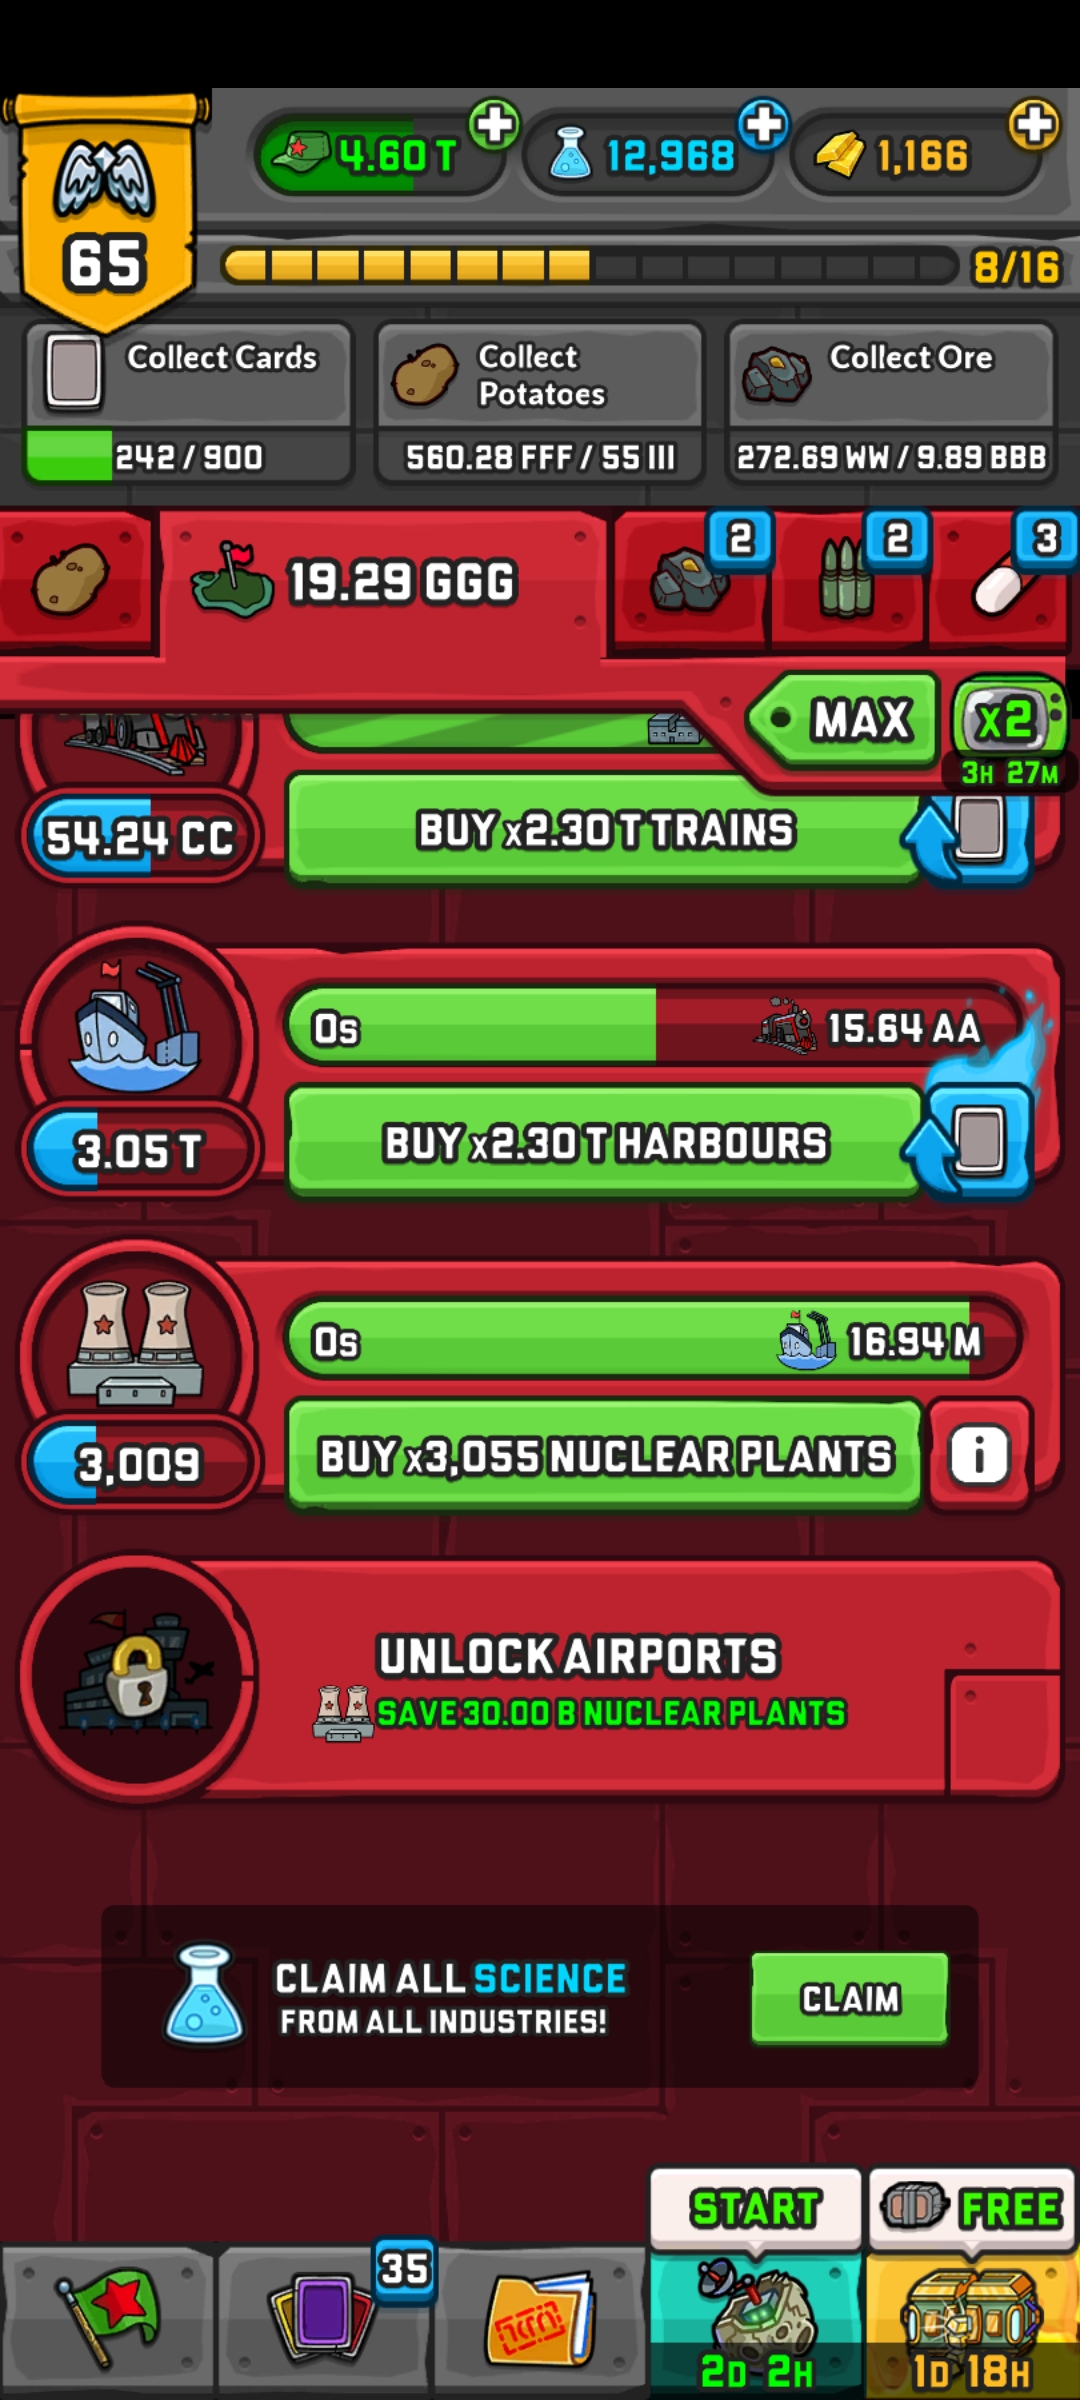 65
4.60 T
12,968
1,166
8/16
Collect Cards
242 / 900
Collect
Potatoes
560.28 FFF / 55 III
Collect Ore
272.69 WW / 9.89 BBB
19.29 GGG
2
2
3
MAX
x2
3H 27M
54.24 CC
BUY x2.30 T TRAINS
0s
15.64 AA
3.05 T
BUY x2.30 T HARBOURS
0s
16.94 M
3,009
BUY x3,055 NUCLEAR PLANTS
i
UNLOCK AIRPORTS
SAVE 30.00 B NUCLEAR PLANTS
CLAIM ALL SCIENCE
FROM ALL INDUSTRIES!
CLAIM
START
FREE
35
2D 2H
1D 18H